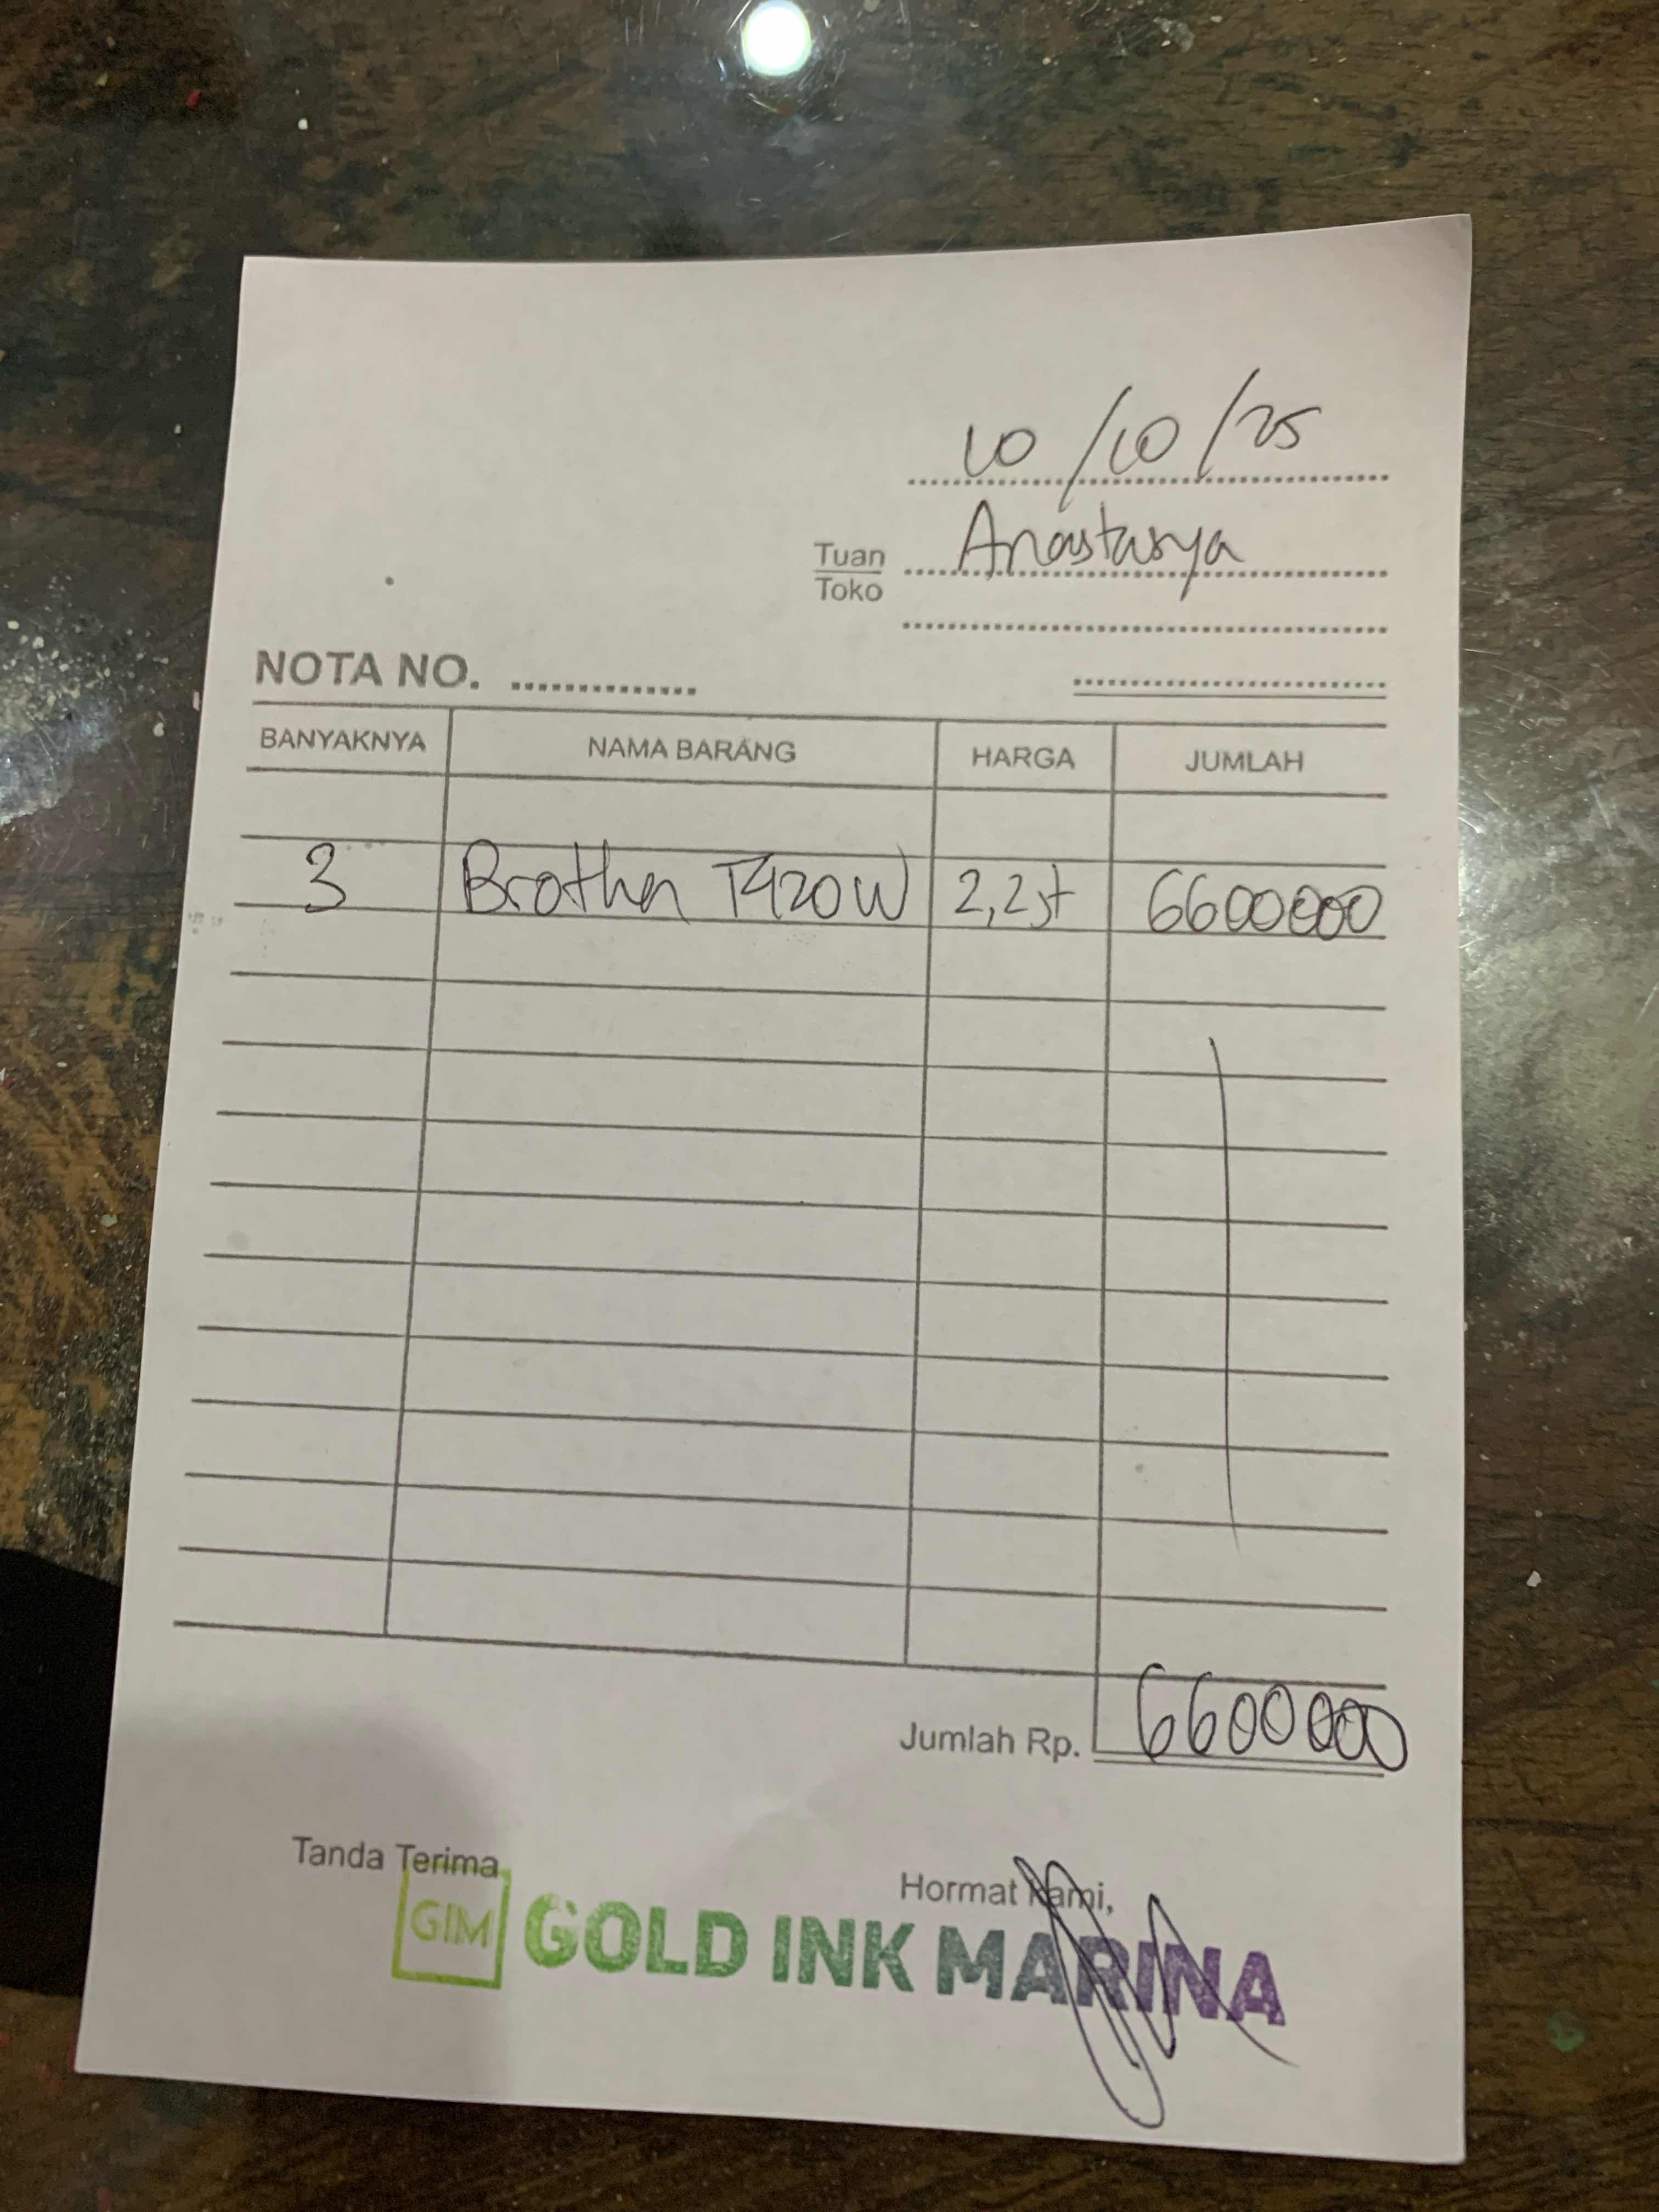 10/10/25
Tuan Anastasya
Toko
NOTA NO.
BANYAKNYA NAMA BARANG HARGA JUMLAH
3 Brother T420W 2,2jt 6600000
Jumlah Rp. 6600000
Tanda Terima Hormat Kami,
GIM GOLD INK MARINA